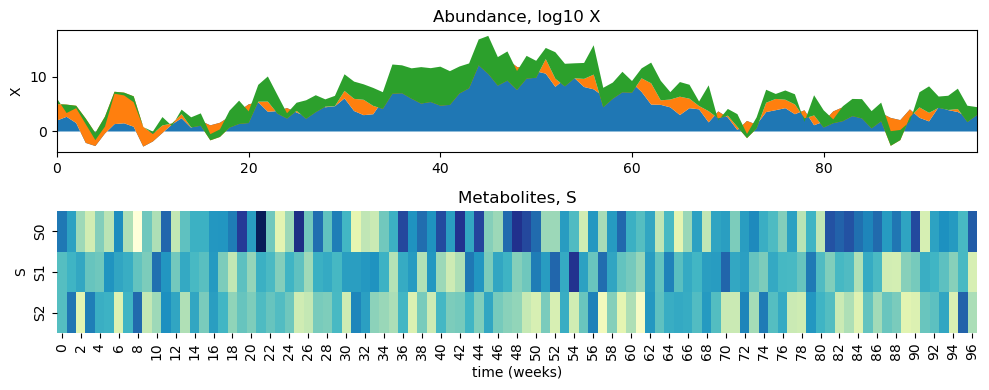 Abundance, log10 X
X
10
0
0 20 40 60 80
Metabolites, S
S
S0
S1
S2
0 2 4 6 8 10 12 14 16 18 20 22 24 26 28 30 32 34 36 38 40 42 44 46 48 50 52 54 56 58 60 62 64 66 68 70 72 74 76 78 80 82 84 86 88 90 92 94 96
time (weeks)